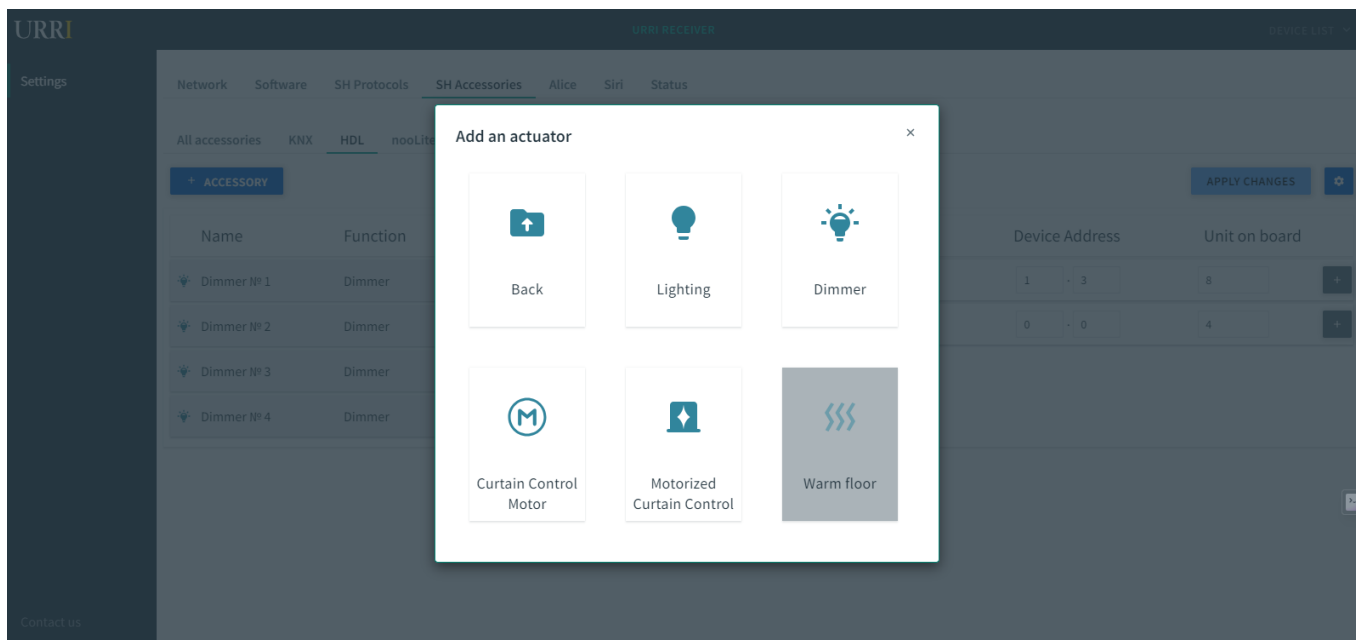 URRI
URRI RECEIVER
DEVICE LIST
Settings
Network Software SH Protocols SH Accessories Alice Siri Status
All accessories KNX HDL nooLite
Add an actuator ×
+ ACCESSORY
APPLY CHANGES
Name Function Device Address Unit on board
Dimmer № 1 Dimmer 1 - 3 8 +
Dimmer № 2 Dimmer 0 - 0 4 +
Dimmer № 3 Dimmer
Dimmer № 4 Dimmer
Back Lighting Dimmer
Curtain Control
Motor
Motorized
Curtain Control
Warm floor
Contact us